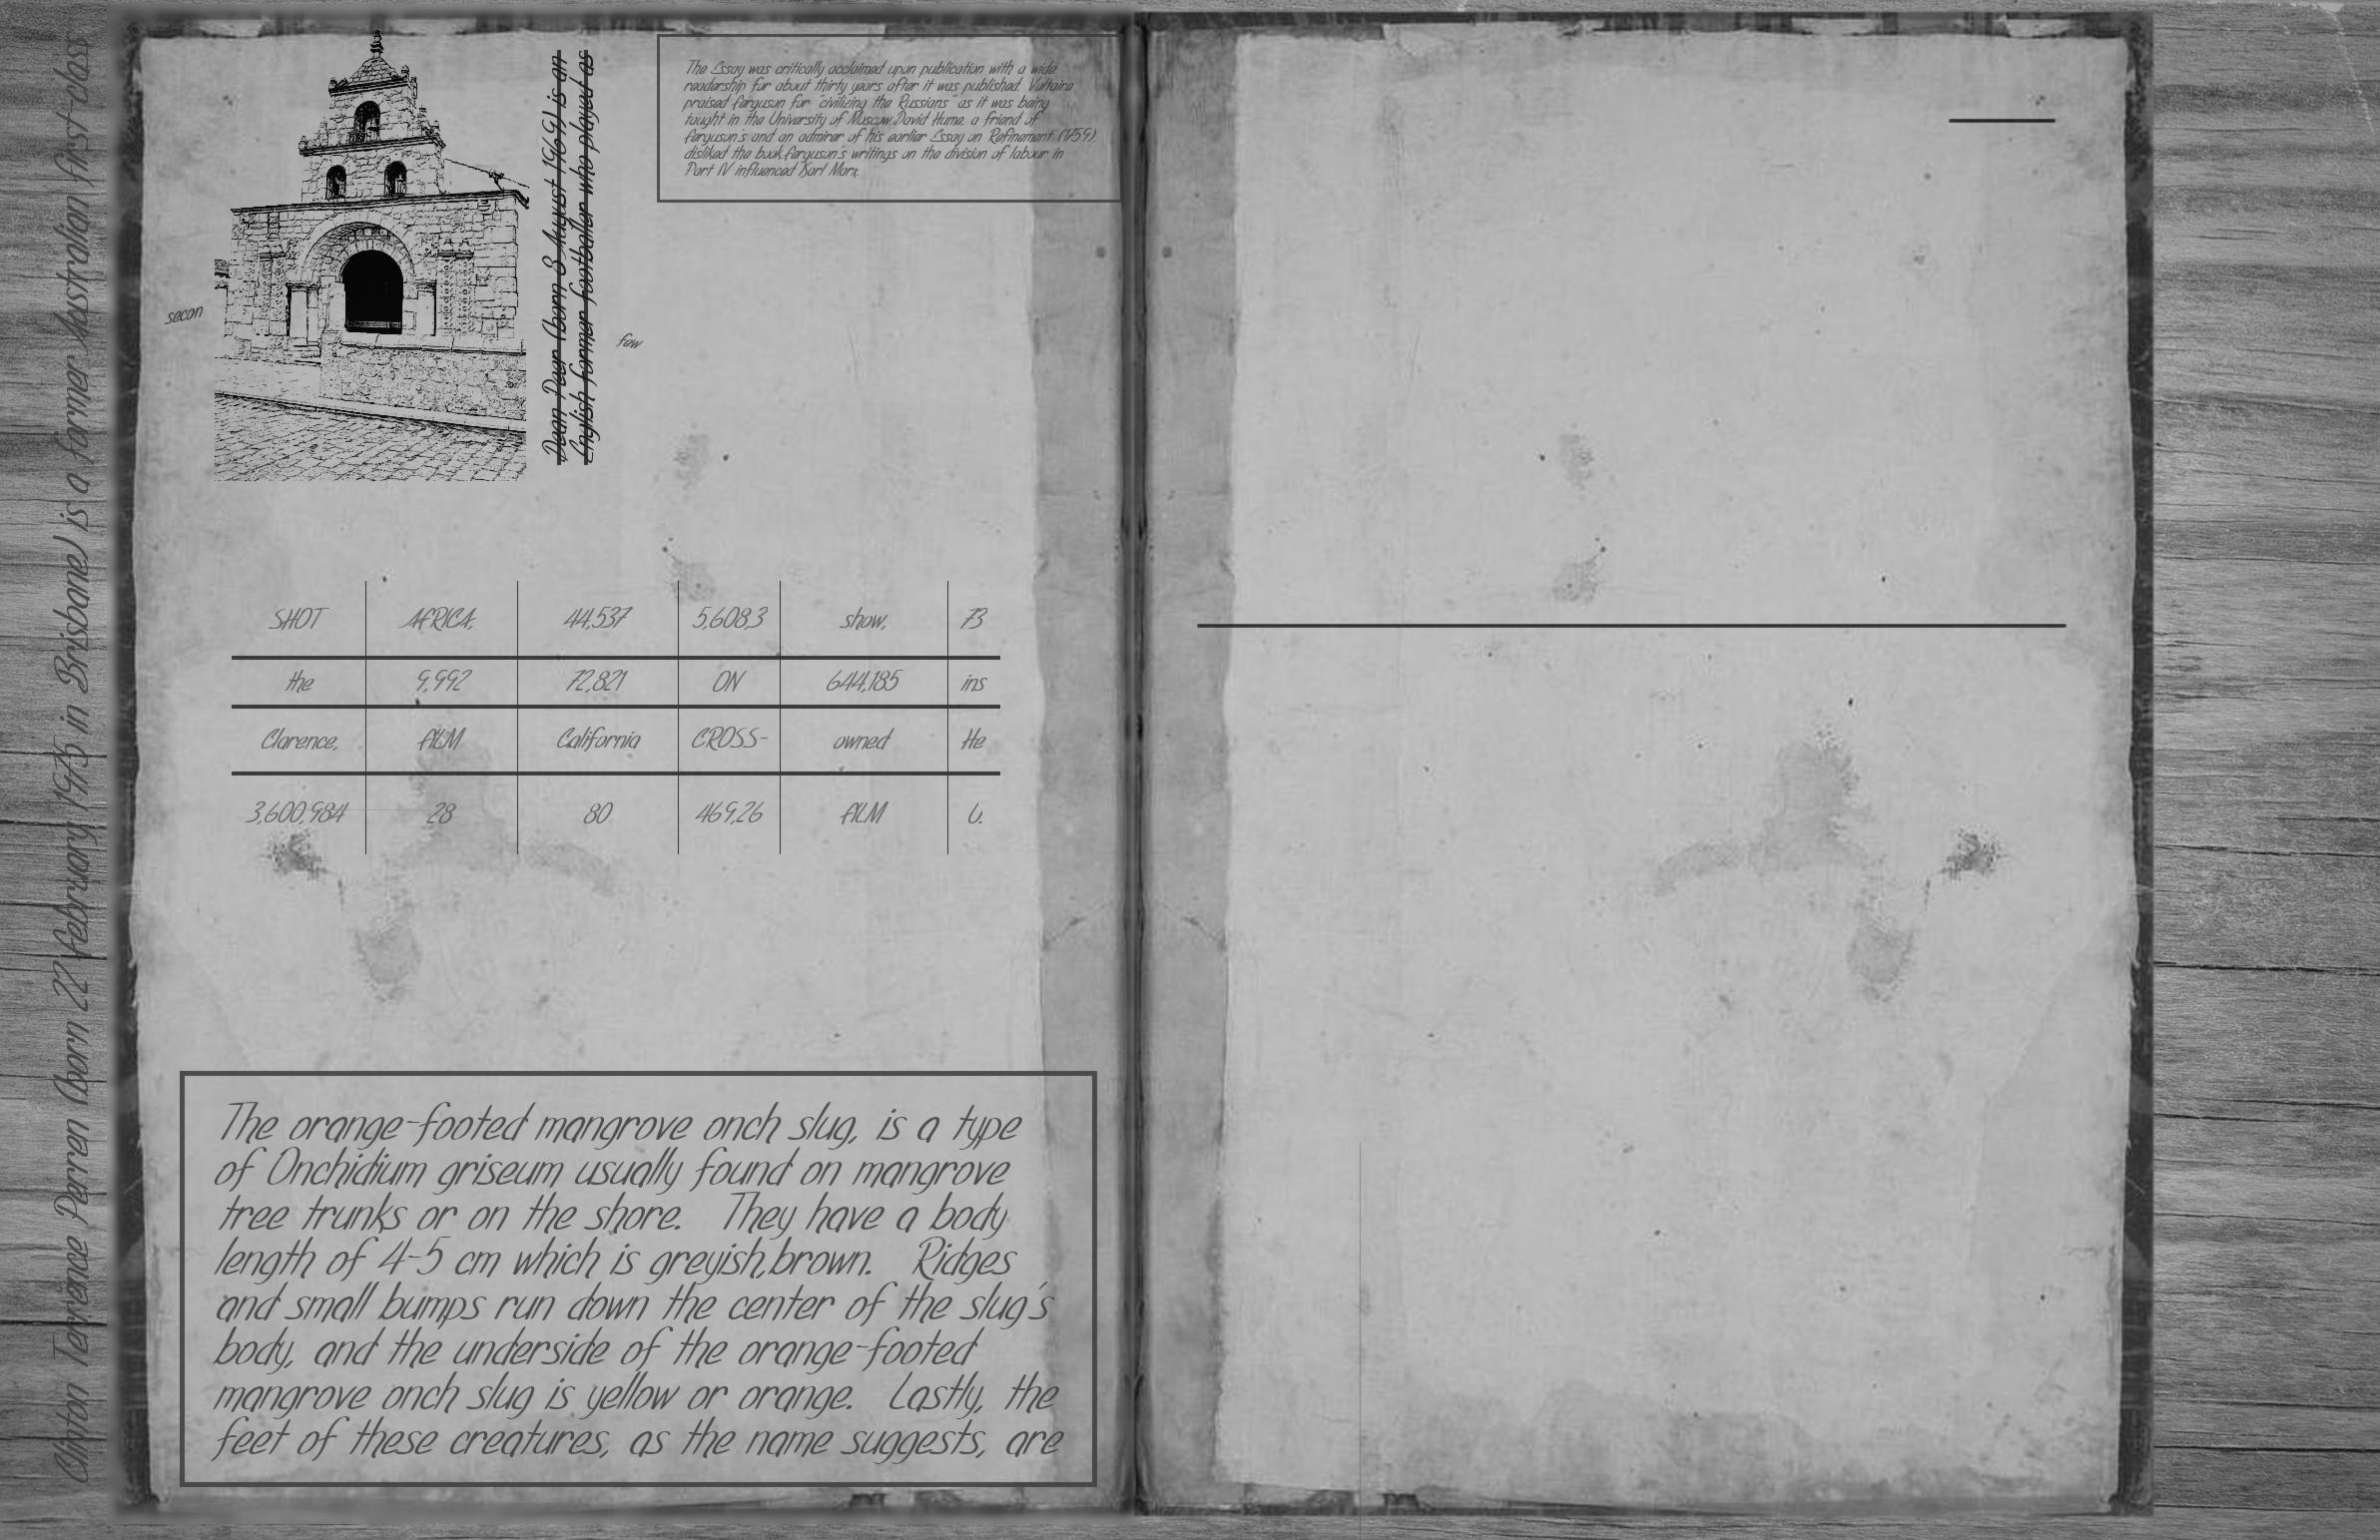 Clinton Terrence Perren (born 22 February 1975 in Brisbane) is a former Australian first-class
Dean Peer (born 8 August 1969) is an
English former footballer who played as
The Essay was critically acclaimed upon publication with a wide
readership for about thirty years after it was published. Voltaire
praised Ferguson for "civilizing the Russians" as it was being
taught in the University of Moscow.David Hume, a friend of
Ferguson's and an admirer of his earlier Essay on Refinement (1759),
disliked the book.Ferguson's writings on the division of labour in
Part IV influenced Karl Marx.
secon
few
SHOT AFRICA, 44,537 5,608,3 show, 73
the 9,992 72,821 ON 644,185 ins
Clarence, FILM California CROSS- owned He
3,600,984 28 80 469,26 FILM U.
The orange-footed mangrove onch slug, is a type
of Onchidium griseum usually found on mangrove
tree trunks or on the shore. They have a body
length of 4-5 cm which is greyish,brown. Ridges
and small bumps run down the center of the slug's
body, and the underside of the orange-footed
mangrove onch slug is yellow or orange. Lastly, the
feet of these creatures, as the name suggests, are